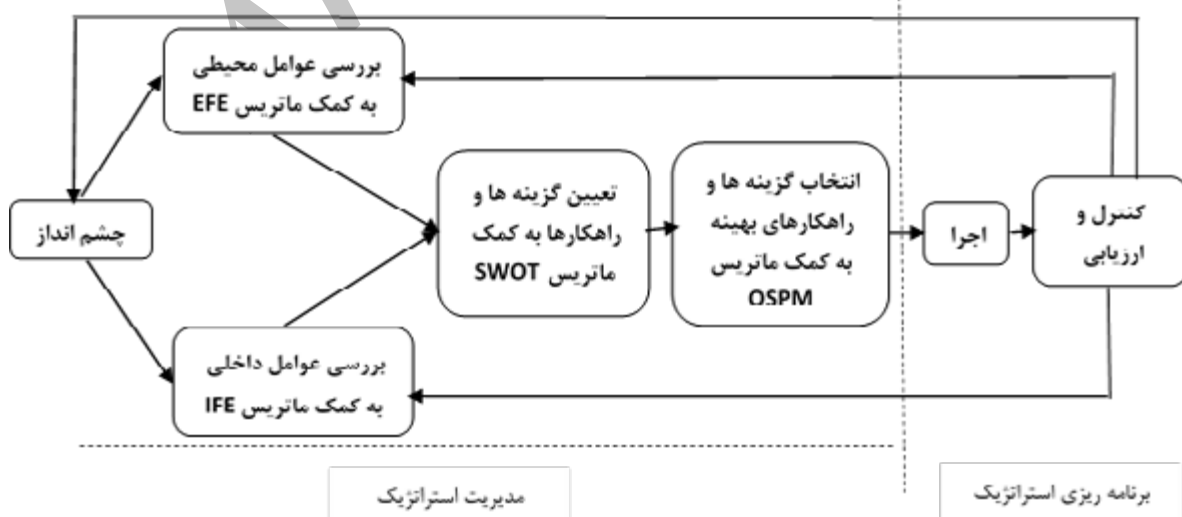 بررسی عوامل محیطی
به کمک ماتریس EFE
چشم انداز
بررسی عوامل داخلی
به کمک ماتریس IFE
تعیین گزینه ها و
راهکارها به کمک
ماتریس SWOT
انتخاب گزینه ها و
راهکارهای بهینه
به کمک ماتریس
QSPM
اجرا
کنترل و
ارزیابی
مدیریت استراتژیک
برنامه ریزی استراتژیک